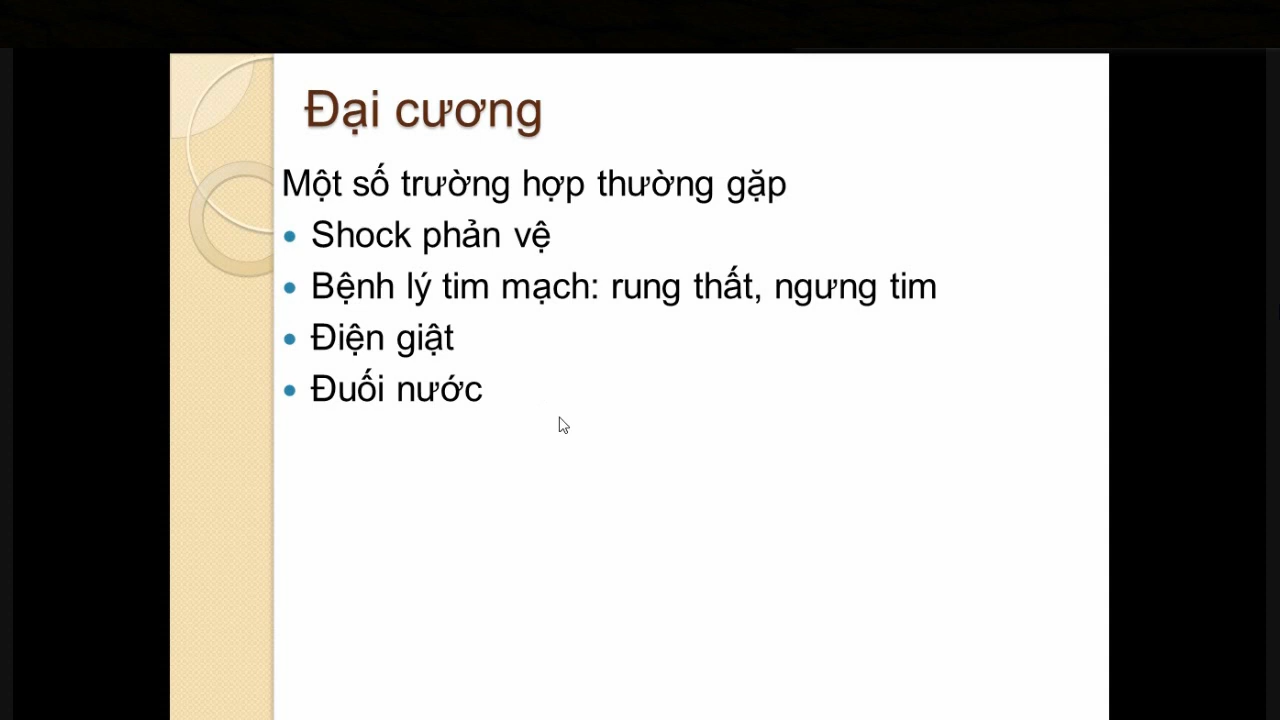 Đại cương
Một số trường hợp thường gặp
Shock phản vệ
Bệnh lý tim mạch: rung thất, ngưng tim
Điện giật
Đuối nước